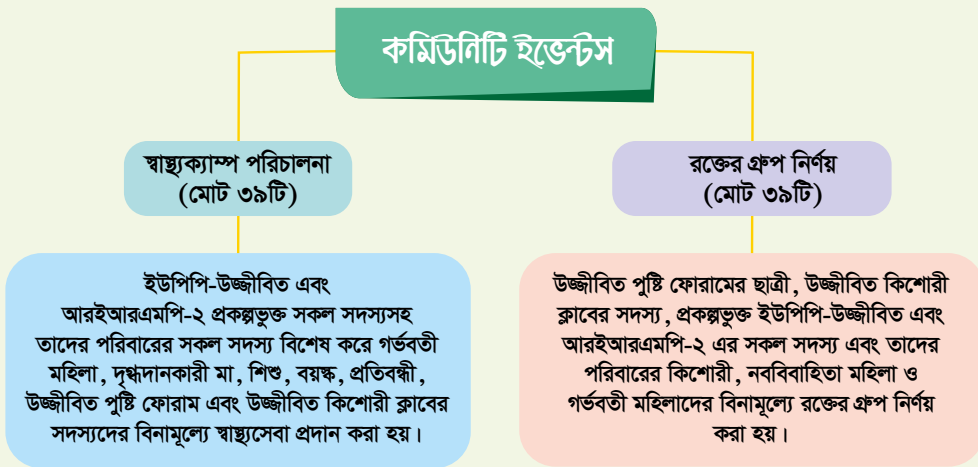 কমিউনিটি ইভেন্টস
স্বাস্থ্যক্যাম্প পরিচালনা
(মোট ৩৯টি)
রক্তের গ্রুপ নির্ণয়
(মোট ৩৯টি)
ইউপিপি-উজ্জীবিত এবং
আরইআরএমপি-২ প্রকল্পভুক্ত সকল সদস্যসহ
তাদের পরিবারের সকল সদস্য বিশেষ করে গর্ভবতী
মহিলা, দৃগ্ধদানকারী মা, শিশু, বয়স্ক, প্রতিবন্ধী,
উজ্জীবিত পুষ্টি ফোরাম এবং উজ্জীবিত কিশোরী ক্লাবের
সদস্যদের বিনামূল্যে স্বাস্থ্যসেবা প্রদান করা হয়।
উজ্জীবিত পুষ্টি ফোরামের ছাত্রী, উজ্জীবিত কিশোরী
ক্লাবের সদস্য, প্রকল্পভুক্ত ইউপিপি-উজ্জীবিত এবং
আরইআরএমপি-২ এর সকল সদস্য এবং তাদের
পরিবারের কিশোরী, নববিবাহিতা মহিলা ও
গর্ভবতী মহিলাদের বিনামূল্যে রক্তের গ্রুপ নির্ণয়
করা হয়।